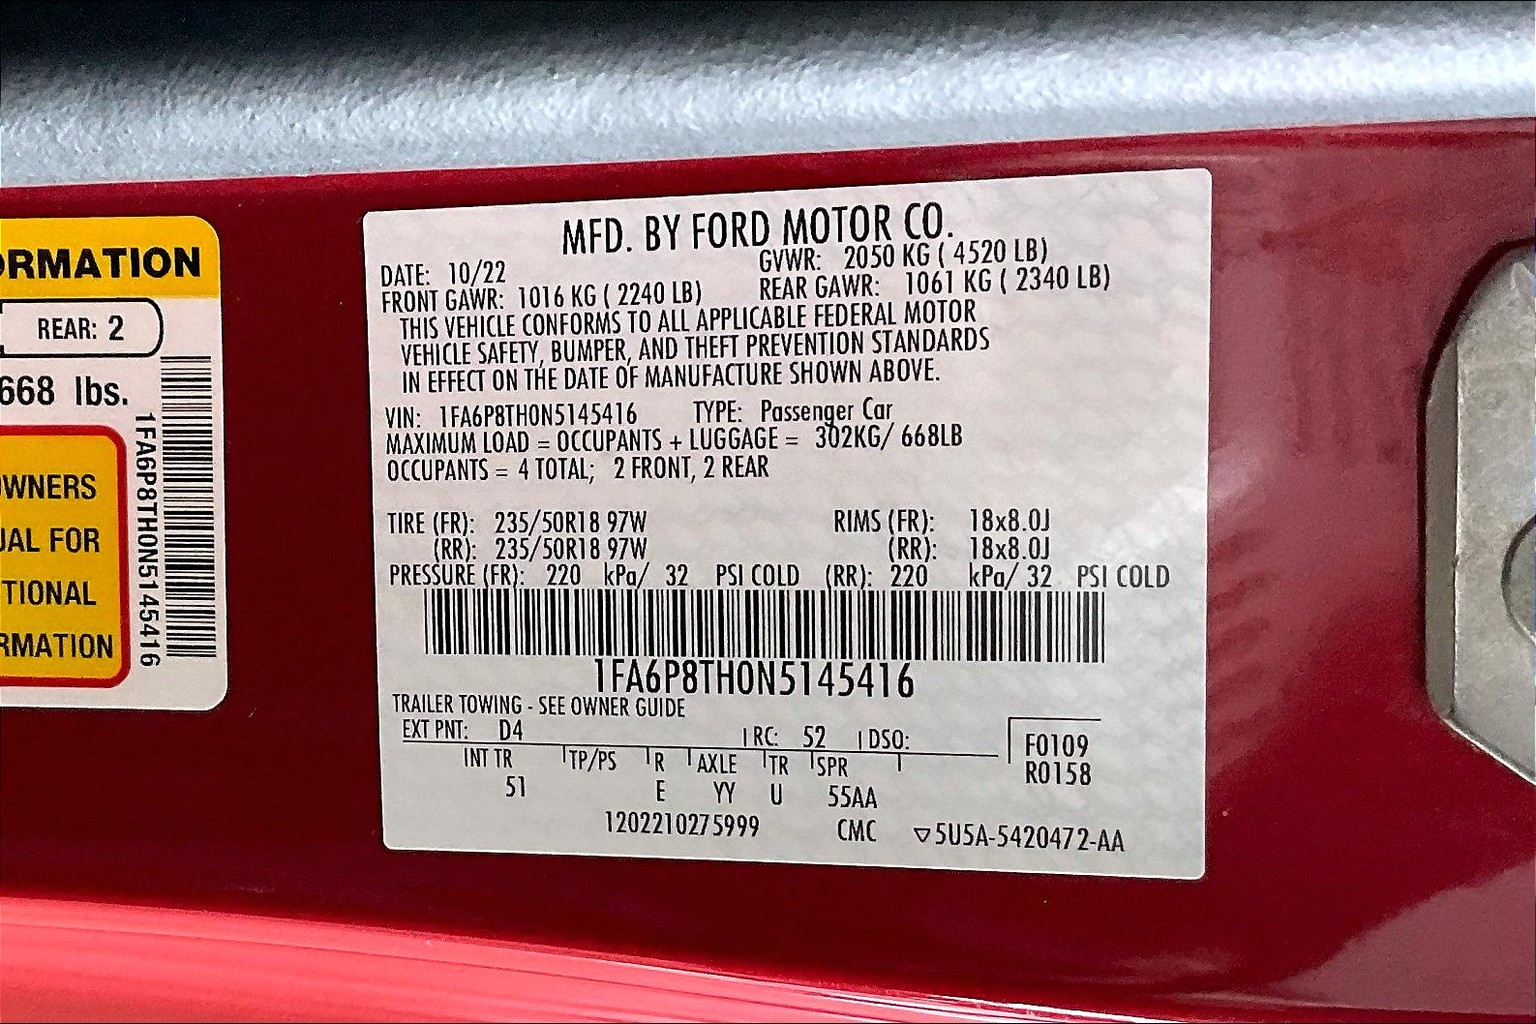 ORMATION
REAR: 2
668 lbs.
OWNERS
UAL FOR
TIONAL
RMATION
1FA6P8TH0N5145416
MFD. BY FORD MOTOR CO.
DATE: 10/22 GVWR: 2050 KG ( 4520 LB)
FRONT GAWR: 1016 KG ( 2240 LB) REAR GAWR: 1061 KG ( 2340 LB)
THIS VEHICLE CONFORMS TO ALL APPLICABLE FEDERAL MOTOR
VEHICLE SAFETY, BUMPER, AND THEFT PREVENTION STANDARDS
IN EFFECT ON THE DATE OF MANUFACTURE SHOWN ABOVE.
VIN: 1FA6P8TH0N5145416 TYPE: Passenger Car
MAXIMUM LOAD = OCCUPANTS + LUGGAGE = 302KG/ 668LB
OCCUPANTS = 4 TOTAL; 2 FRONT, 2 REAR
TIRE (FR): 235/50R18 97W RIMS (FR): 18x8.0J
(RR): 235/50R18 97W (RR): 18x8.0J
PRESSURE (FR): 220 kPa/ 32 PSI COLD (RR): 220 kPa/ 32 PSI COLD
1FA6P8TH0N5145416
TRAILER TOWING - SEE OWNER GUIDE
EXT PNT: D4 RC: 52 DSO:
F0109
R0158
INT TR TP/PS R AXLE TR SPR
51 E YY U 55AA
1202210275999 CMC ▽5U5A-5420472-AA